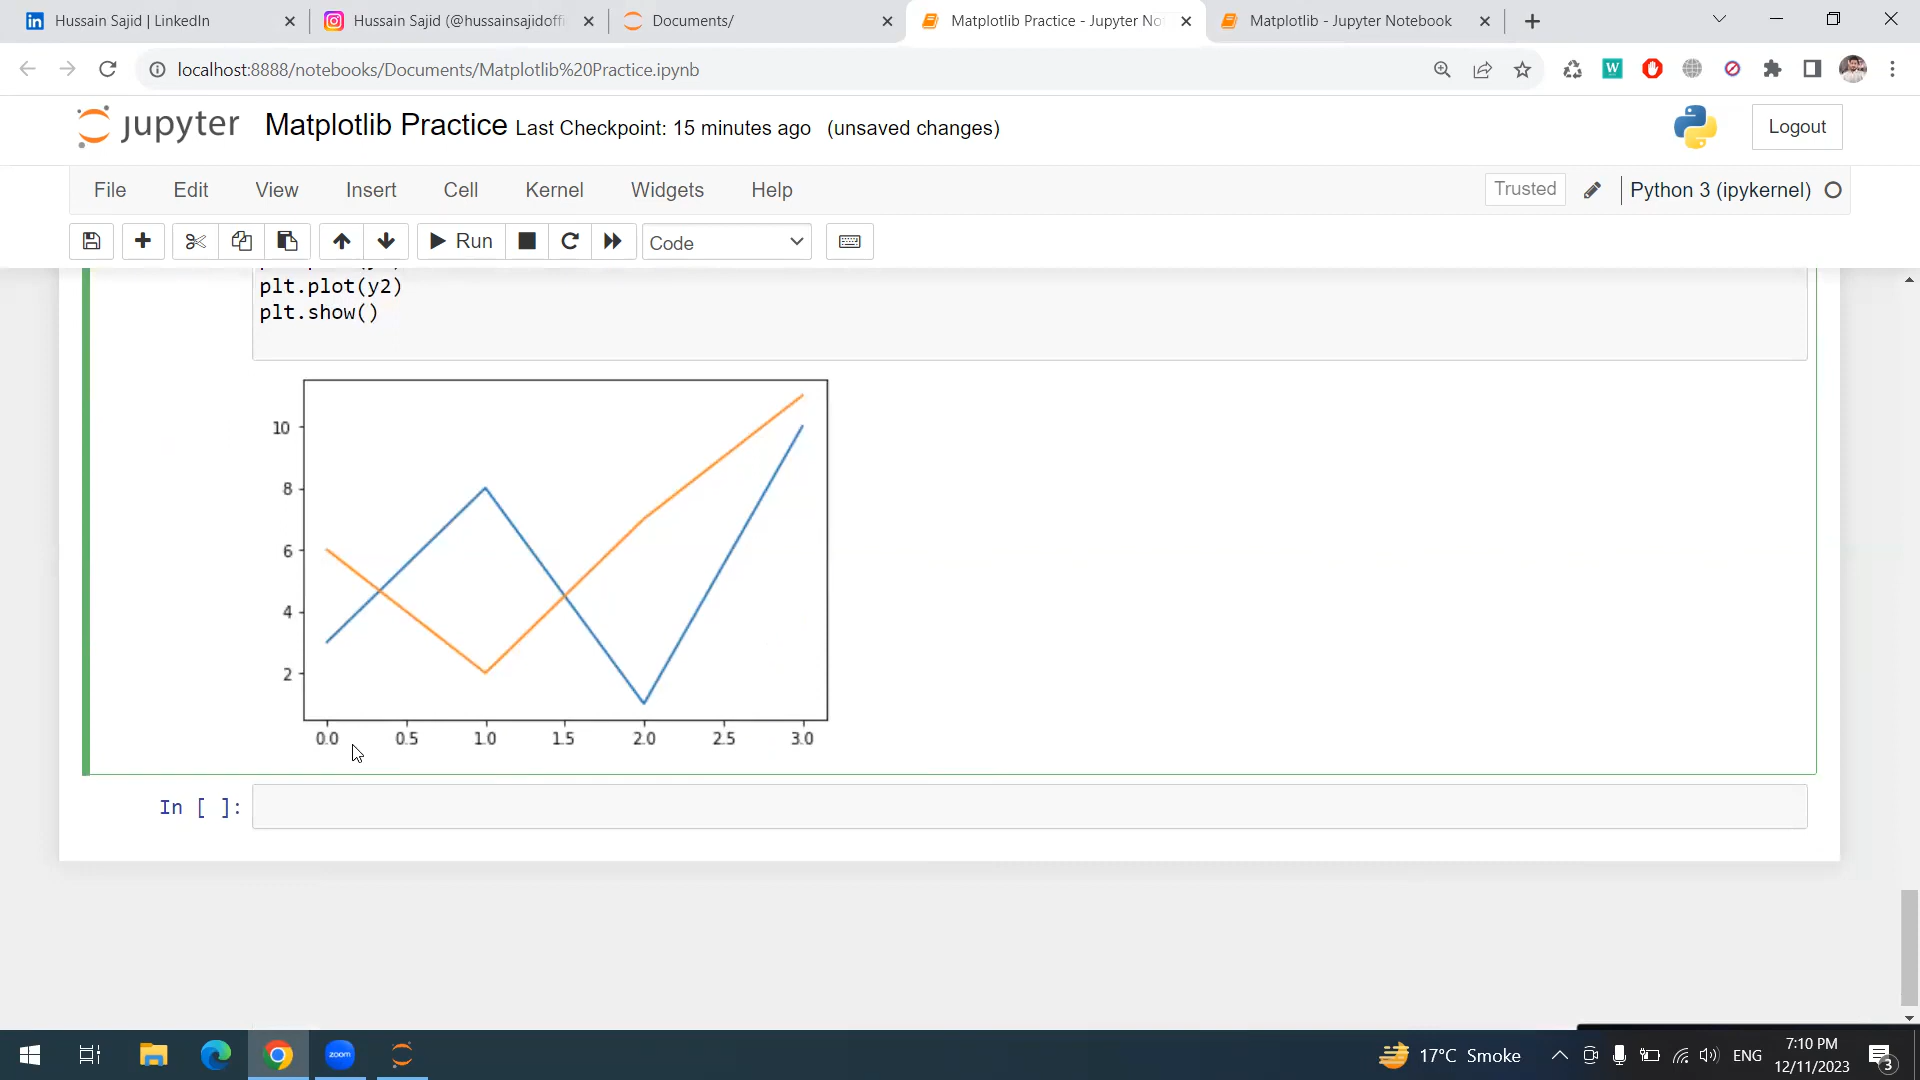 Hussain Sajid | LinkedIn
Hussain Sajid (@hussainsajidoffi
Documents/
Matplotlib Practice - Jupyter No
Matplotlib - Jupyter Notebook
localhost:8888/notebooks/Documents/Matplotlib%20Practice.ipynb
jupyter Matplotlib Practice Last Checkpoint: 15 minutes ago (unsaved changes)
Logout
File Edit View Insert Cell Kernel Widgets Help
Trusted Python 3 (ipykernel)
Run Code
plt.plot(y2)
plt.show()
10
8
6
4
2
0.0 0.5 1.0 1.5 2.0 2.5 3.0
In [ ]:
zoom
17°C Smoke
ENG
7:10 PM
12/11/2023
3